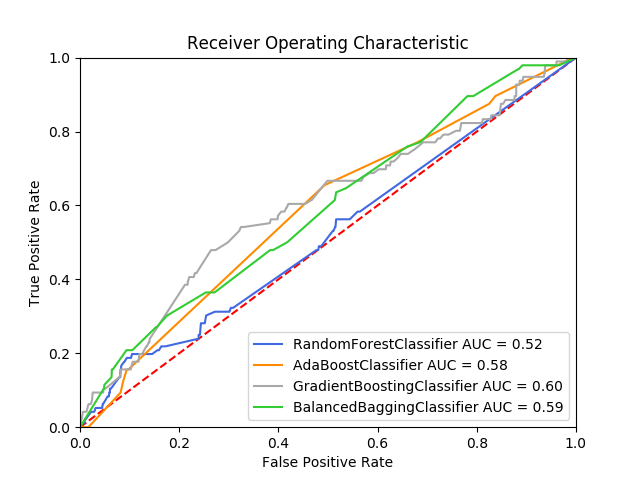 Receiver Operating Characteristic
True Positive Rate
1.0
0.8
0.6
0.4
0.2
0.0
RandomForestClassifier AUC = 0.52
AdaBoostClassifier AUC = 0.58
GradientBoostingClassifier AUC = 0.60
BalancedBaggingClassifier AUC = 0.59
0.0 0.2 0.4 0.6 0.8 1.0
False Positive Rate